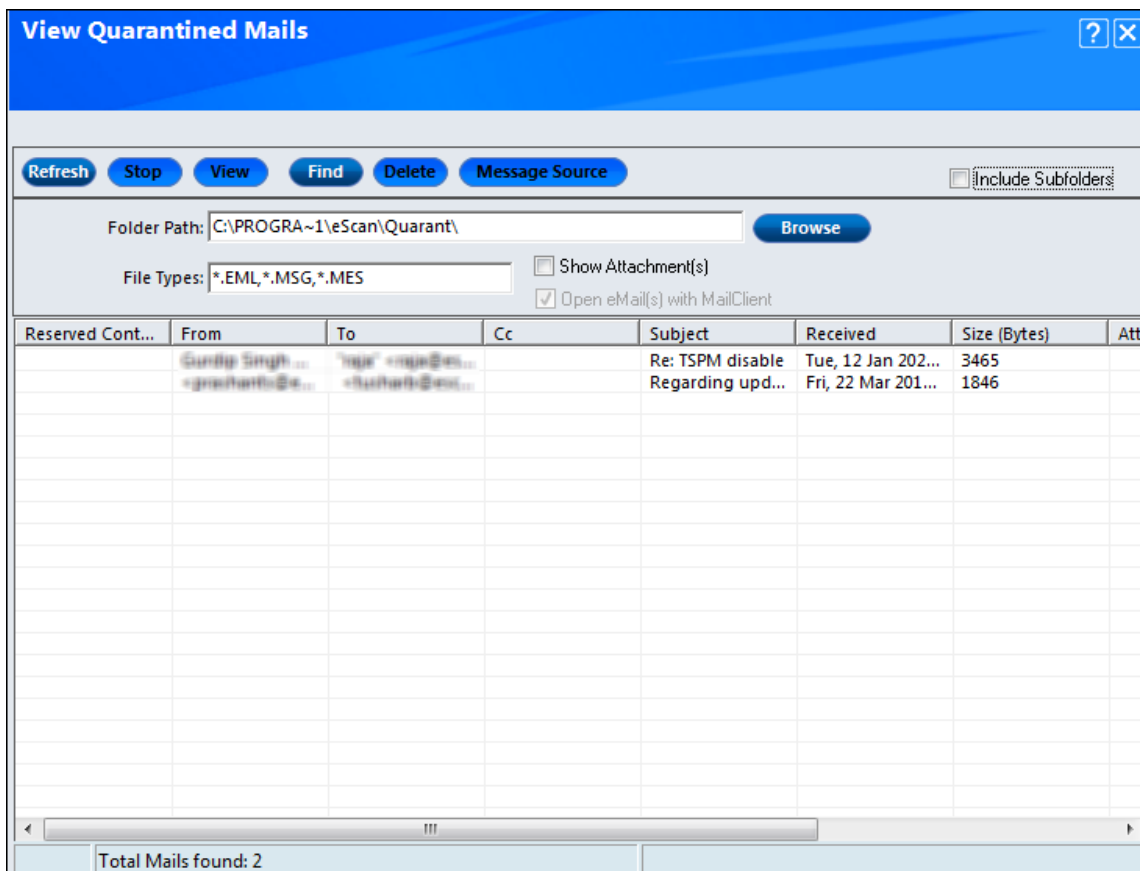 View Quarantined Mails
? X
Refresh Stop View Find Delete Message Source Include Subfolders
Folder Path: C:\PROGRA~1\eScan\Quarant\ Browse
File Types: *.EML,*.MSG,*.MES Show Attachment(s)
Open eMail(s) with MailClient
Reserved Cont... From To Cc Subject Received Size (Bytes) Att
Re: TSPM disable Tue, 12 Jan 202... 3465
Regarding upd... Fri, 22 Mar 201... 1846
Total Mails found: 2